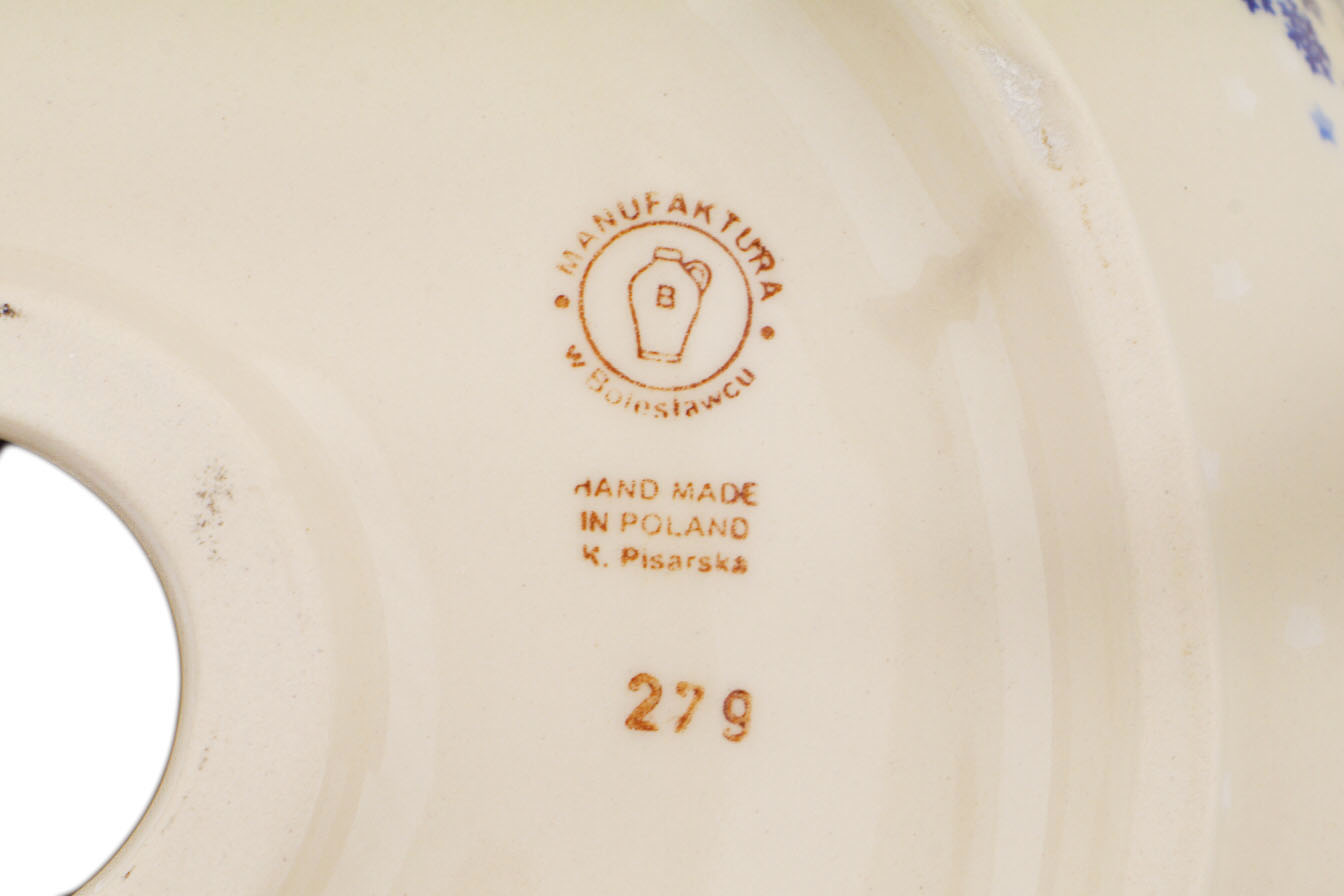 MANUFAKTURA
B
w Bolesławcu
HAND MADE
IN POLAND
K. Pisarska
279